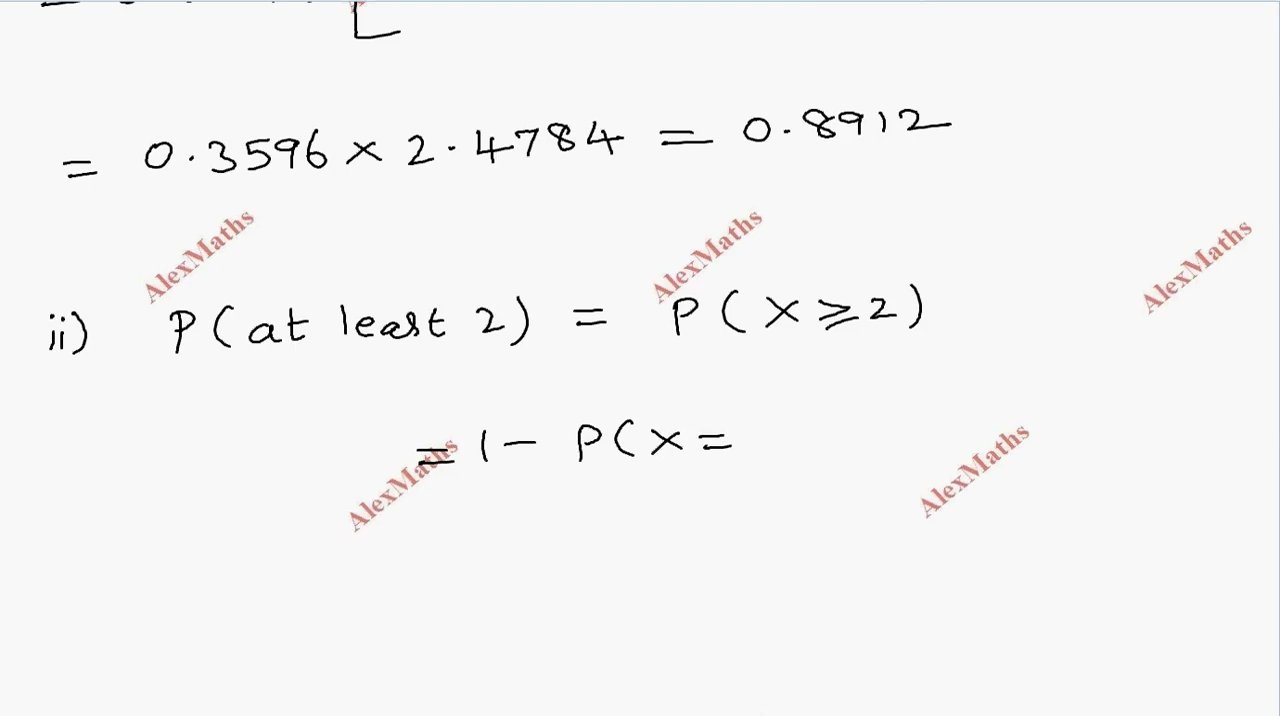 = 0.3596 × 2.4784 = 0.8912
AlexMaths AlexMaths AlexMaths
ii) P(at least 2) = P(X ≥ 2)
= 1 - P(X =
AlexMaths AlexMaths